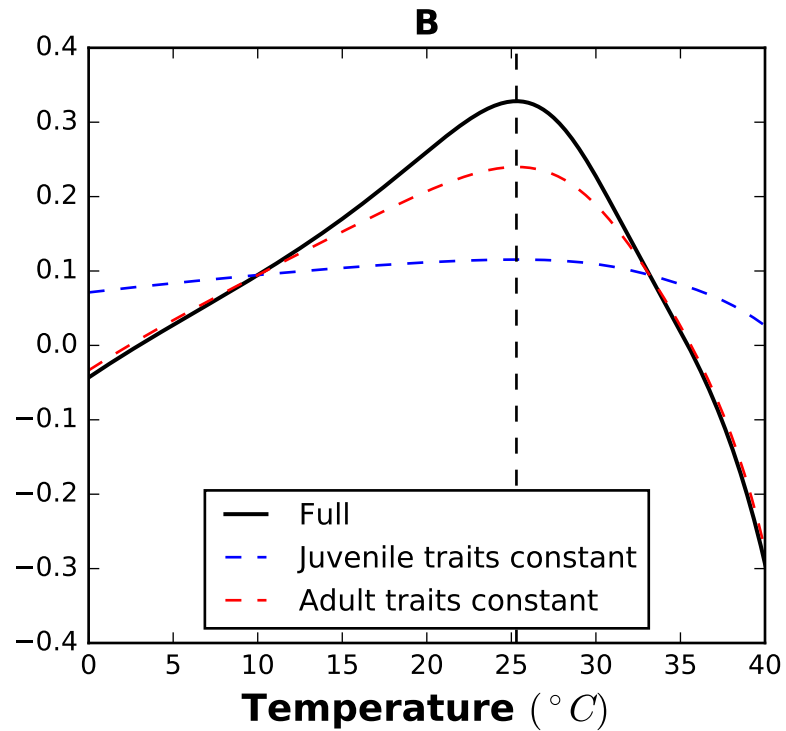 B
0.4
0.3
0.2
0.1
0.0
−0.1
−0.2
−0.3
−0.4
Full
Juvenile traits constant
Adult traits constant
0 5 10 15 20 25 30 35 40
Temperature (°C)